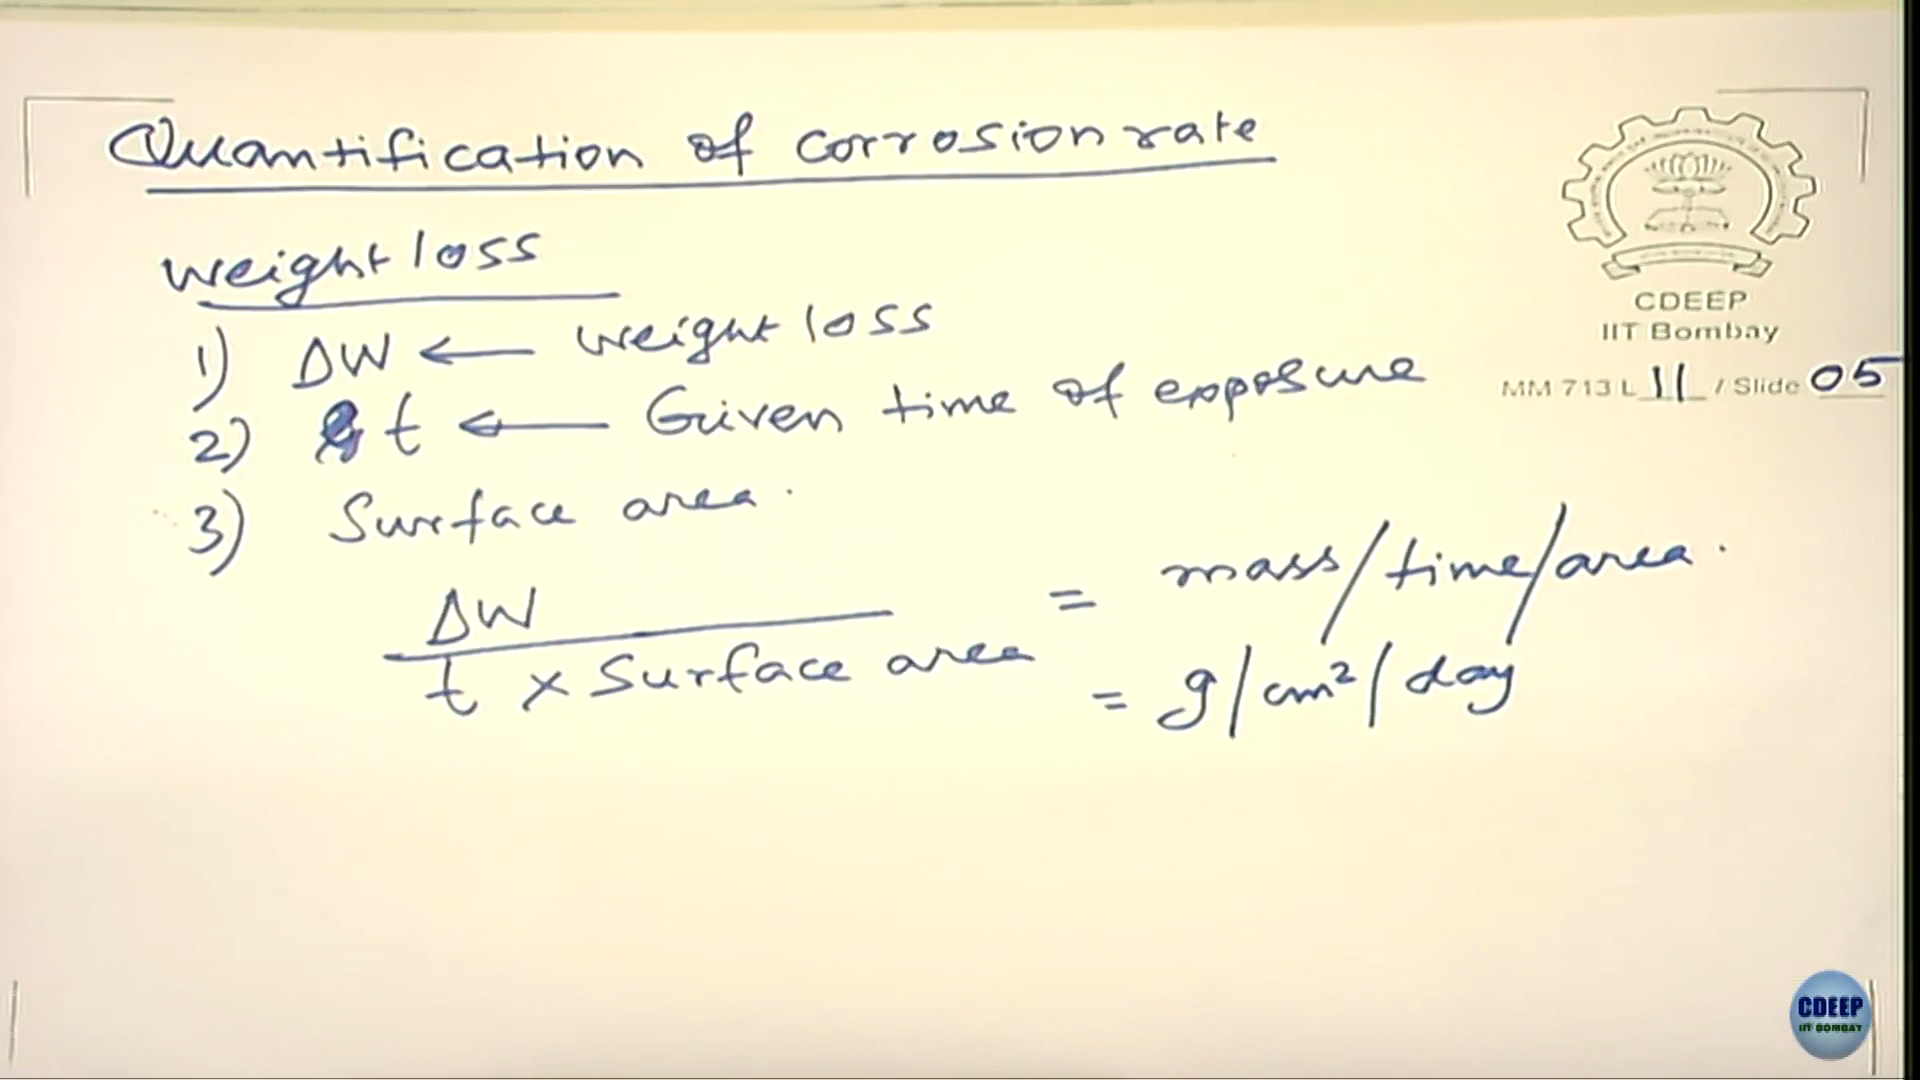 Quantification of corrosion rate
weight loss
1) ΔW ← weight loss
2) t ← Given time of exposure
3) Surface area.
ΔW
t × Surface area
= mass/time/area.
= g/cm²/day
CDEEP
IIT Bombay
MM 713 L 11 / Slide 05
CDEEP
IIT BOMBAY